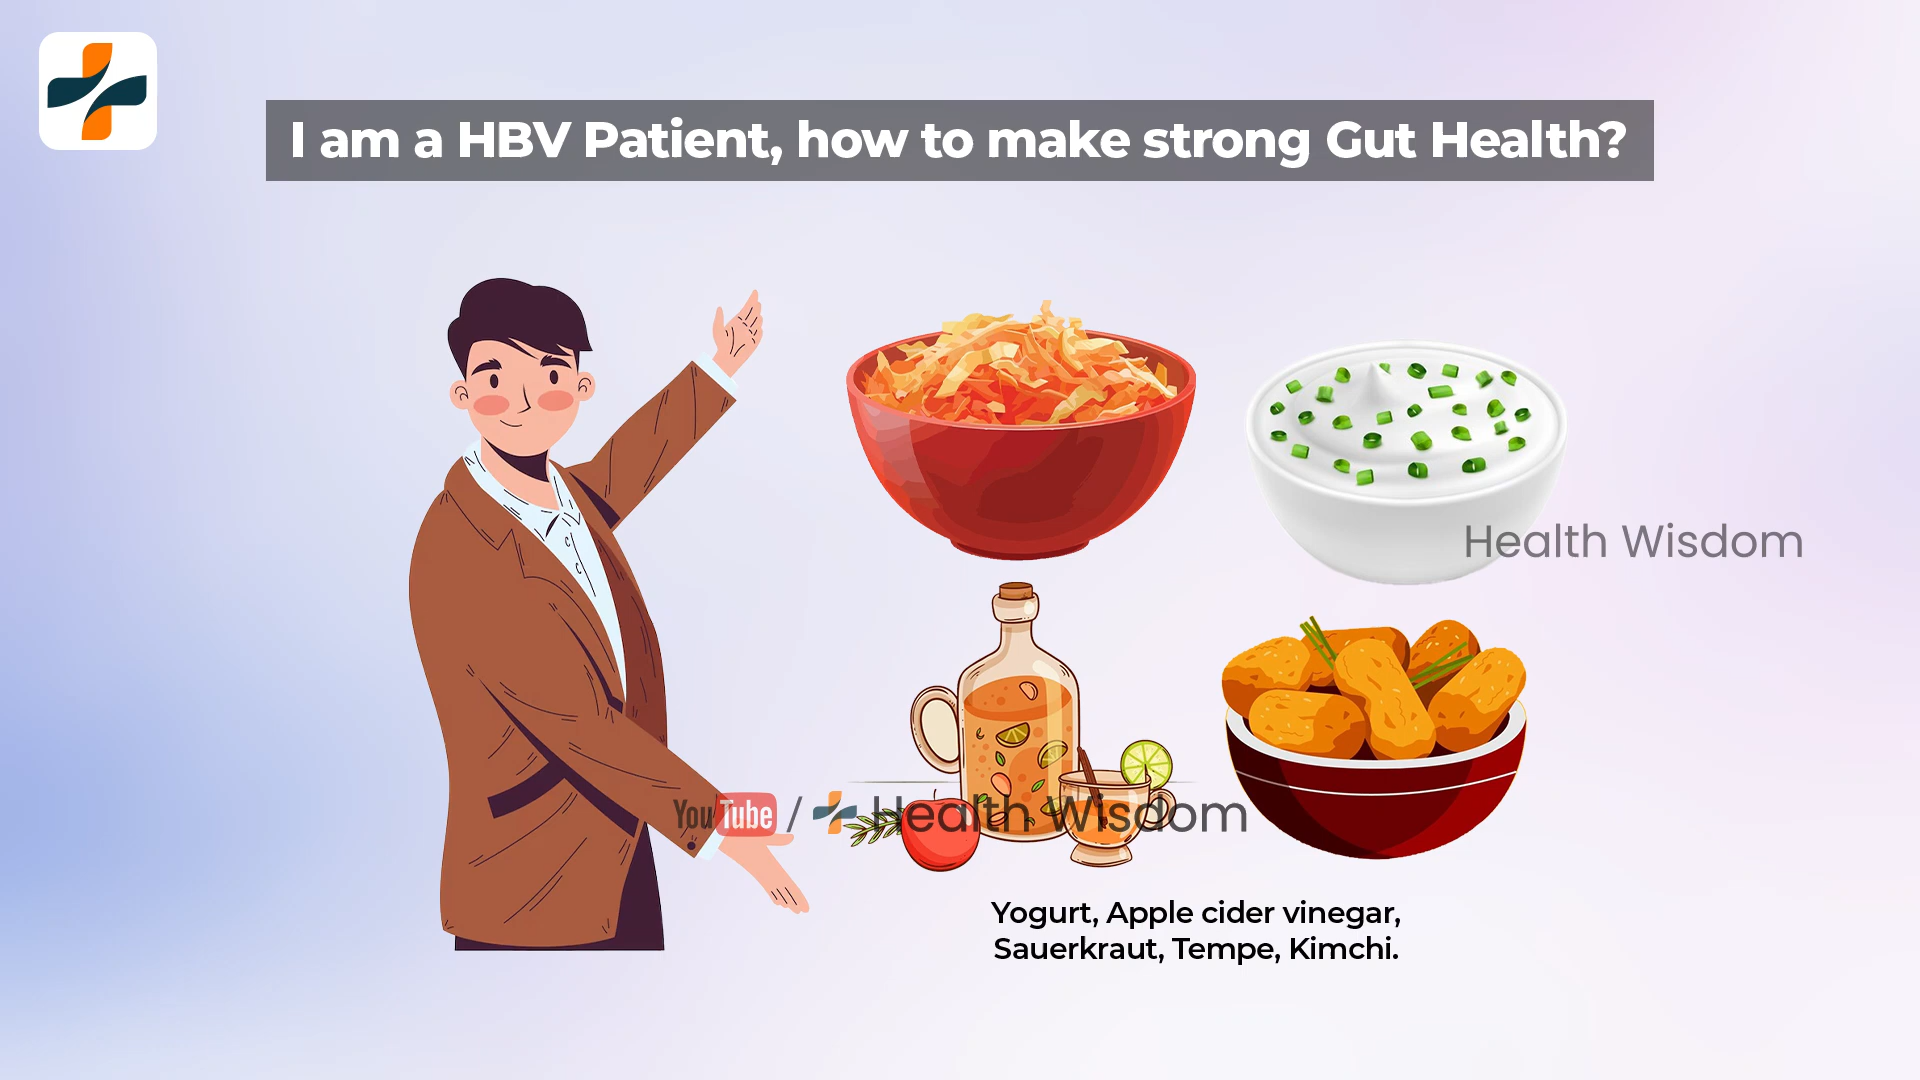 I am a HBV Patient, how to make strong Gut Health?
Health Wisdom
YouTube / Health Wisdom
Yogurt, Apple cider vinegar,
Sauerkraut, Tempe, Kimchi.